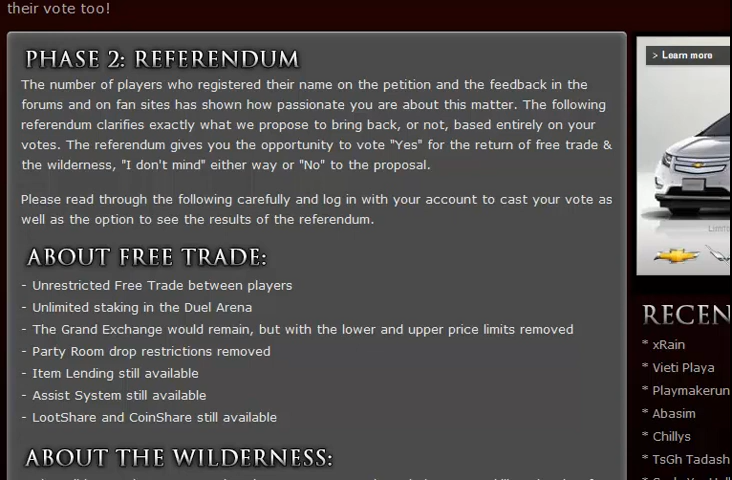 their vote too!
PHASE 2: REFERENDUM
The number of players who registered their name on the petition and the feedback in the
forums and on fan sites has shown how passionate you are about this matter. The following
referendum clarifies exactly what we propose to bring back, or not, based entirely on your
votes. The referendum gives you the opportunity to vote "Yes" for the return of free trade &
the wilderness, "I don't mind" either way or "No" to the proposal.
Please read through the following carefully and log in with your account to cast your vote as
well as the option to see the results of the referendum.
ABOUT FREE TRADE:
- Unrestricted Free Trade between players
- Unlimited staking in the Duel Arena
- The Grand Exchange would remain, but with the lower and upper price limits removed
- Party Room drop restrictions removed
- Item Lending still available
- Assist System still available
- LootShare and CoinShare still available
ABOUT THE WILDERNESS:
> Learn more
RECEN
* xRain
* Vieti Playa
* Playmakerun
* Abasim
* Chillys
* TsGh Tadash